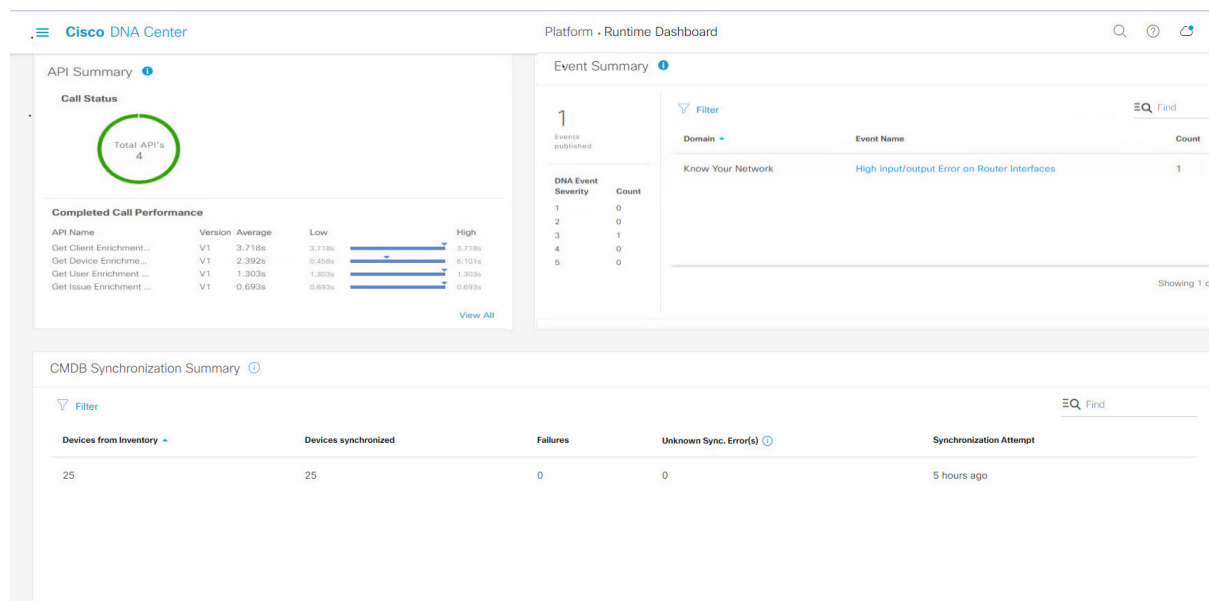 Cisco DNA Center
Platform • Runtime Dashboard
API Summary
Call Status
Total API's
4
Completed Call Performance
API Name Version Average Low High
Get Client Enrichment... V1 3.718s 3.718s 3.718s
Get Device Enrichme... V1 2.392s 0.458s 6.101s
Get User Enrichment ... V1 1.303s 1.303s 1.303s
Get Issue Enrichment ... V1 0.693s 0.693s 0.693s
View All
Event Summary
1
Events
published
DNA Event
Severity Count
1 0
2 0
3 1
4 0
5 0
Filter Find
Domain Event Name Count
Know Your Network High input/output Error on Router Interfaces 1
Showing 1
CMDB Synchronization Summary
Filter Find
Devices from Inventory Devices synchronized Failures Unknown Sync. Error(s) Synchronization Attempt
25 25 0 0 5 hours ago